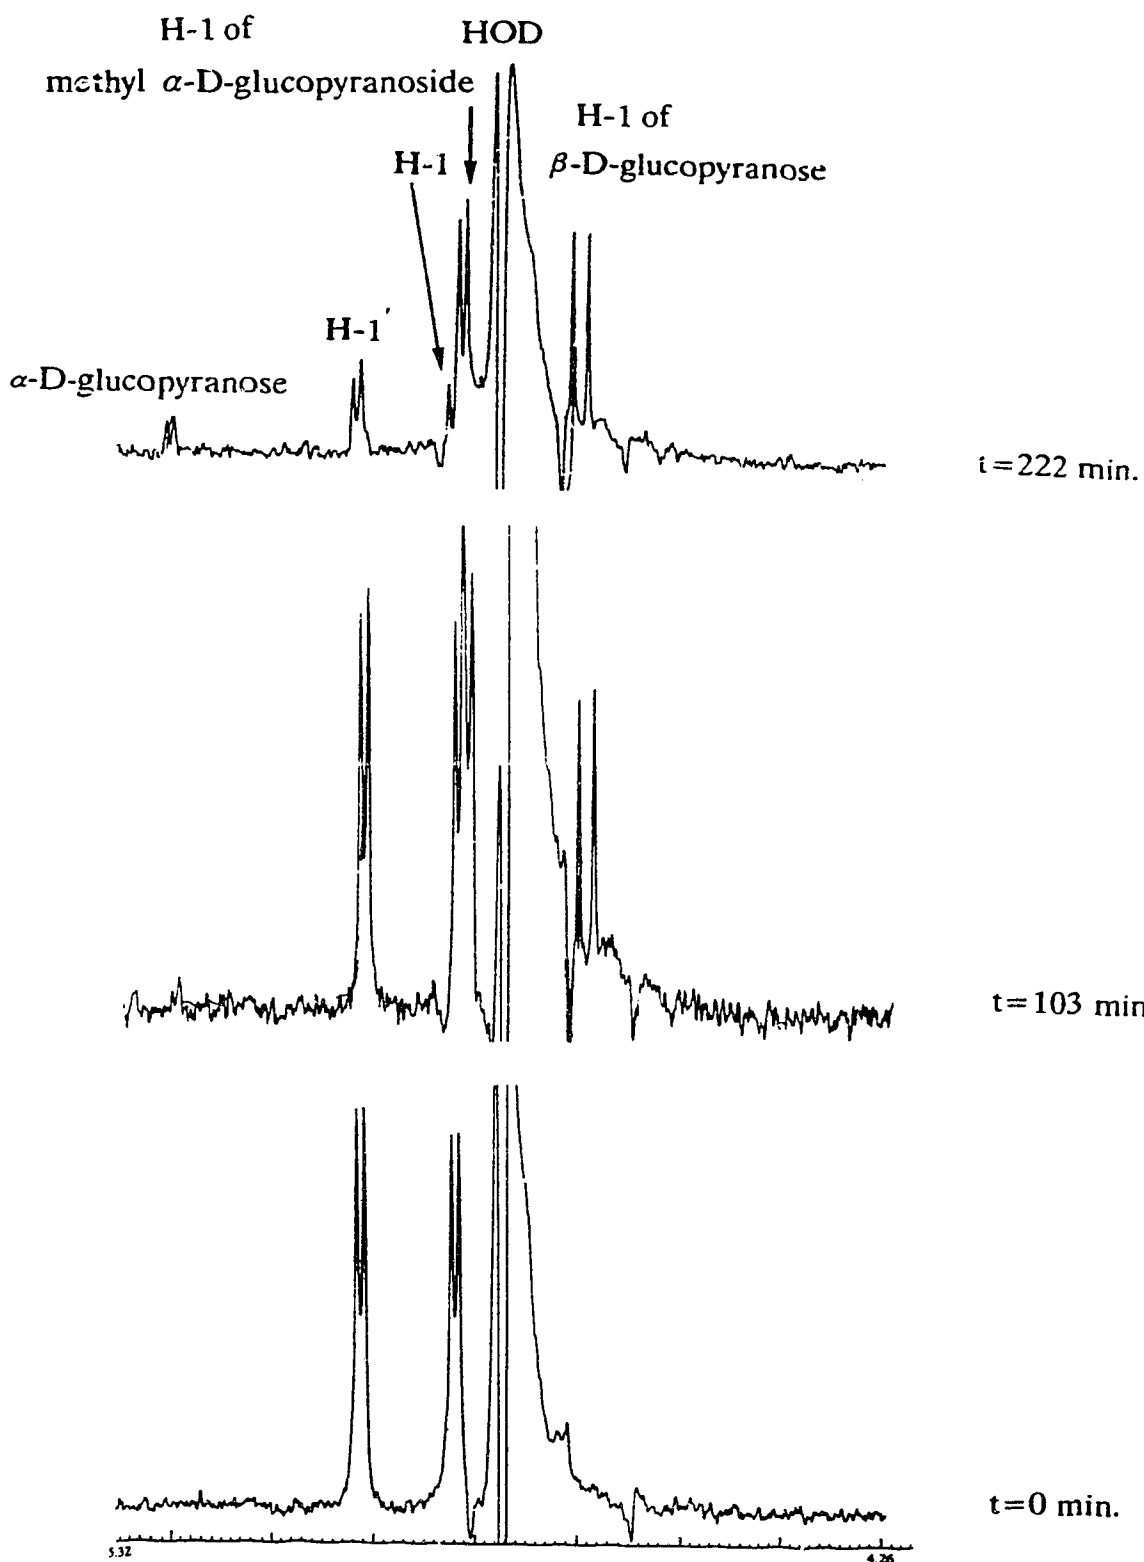 H-1 of
methyl α-D-glucopyranoside
HOD
H-1 of
β-D-glucopyranose
H-1
H-1'
α-D-glucopyranose
t=222 min.
t=103 min
t=0 min.
5.32
4.26